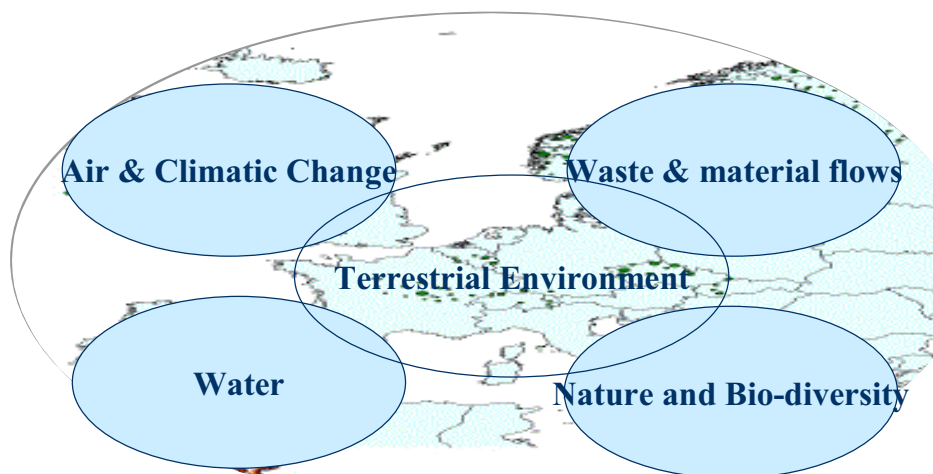 Air & Climatic Change
Waste & material flows
Terrestrial Environment
Water
Nature and Bio-diversity